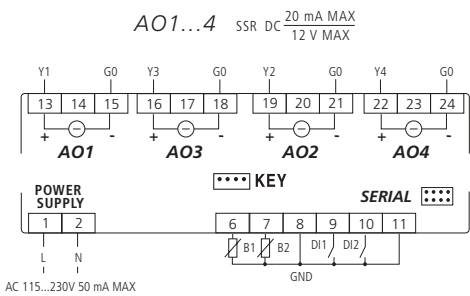 AO1...4 SSR DC 20 mA MAX
12 V MAX
Y1 G0 Y3 G0 Y2 G0 Y4 G0
13 14 15 16 17 18 19 20 21 22 23 24
+ - + - + - + -
AO1 AO3 AO2 AO4
KEY
POWER
SUPPLY
SERIAL
1 2 6 7 8 9 10 11
L N B1 B2 DI1 DI2
GND
AC 115...230V 50 mA MAX